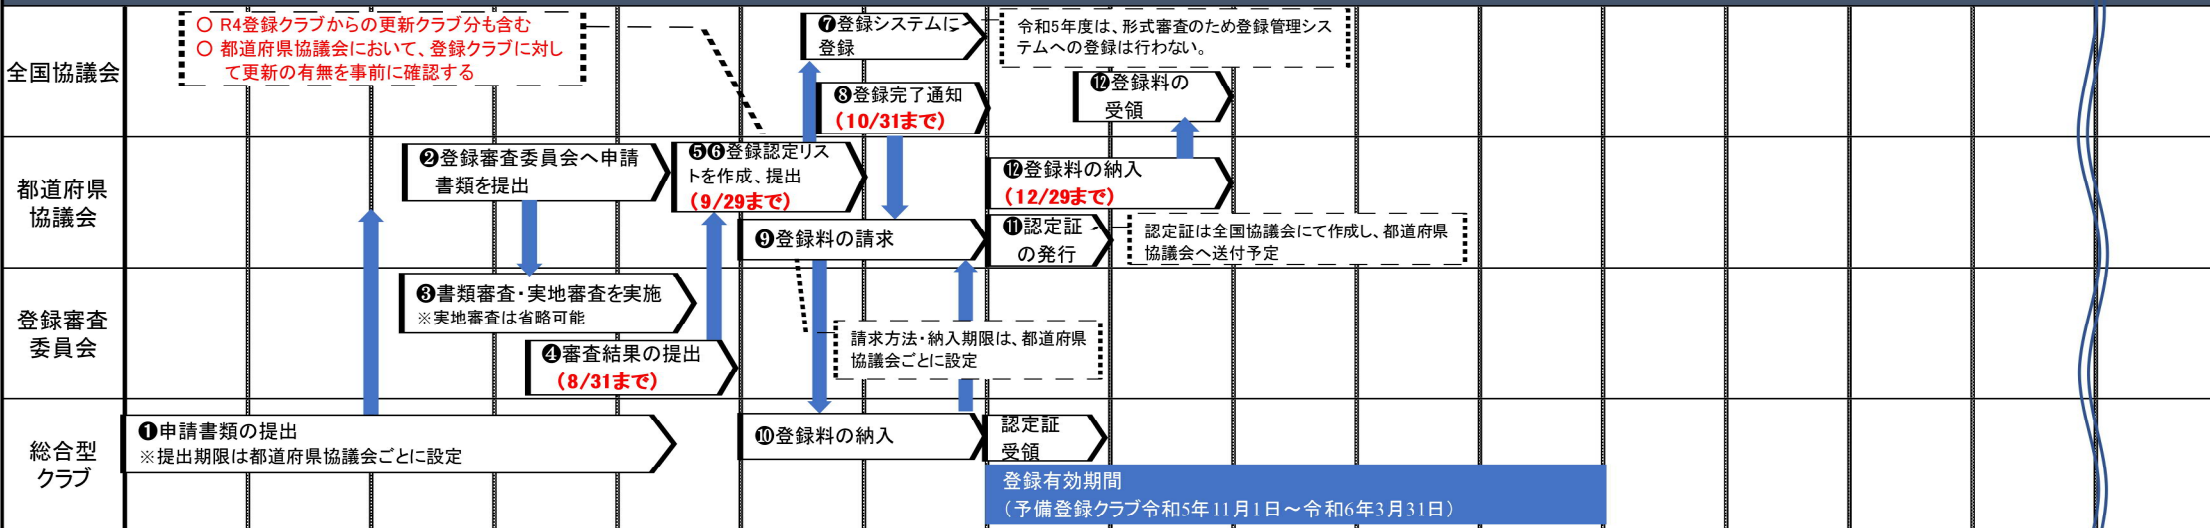 全国協議会
〇 R4登録クラブからの更新クラブ分も含む
〇 都道府県協議会において、登録クラブに対し
て更新の有無を事前に確認する
❼登録システムに
登録
令和5年度は、形式審査のため登録管理シス
テムへの登録は行わない。
❽登録完了通知
(10/31まで)
⓬登録料の
受領
都道府県
協議会
❷登録審査委員会へ申請
書類を提出
❺❻登録認定リス
トを作成、提出
(9/29まで)
❾登録料の請求
⓬登録料の納入
(12/29まで)
⓫認定証
の発行
認定証は全国協議会にて作成し、都道府県
協議会へ送付予定
登録審査
委員会
❸書類審査・実地審査を実施
※実地審査は省略可能
❹審査結果の提出
(8/31まで)
請求方法・納入期限は、都道府県
協議会ごとに設定
総合型
クラブ
❶申請書類の提出
※提出期限は都道府県協議会ごとに設定
❿登録料の納入
認定証
受領
登録有効期間
（予備登録クラブ令和5年11月1日～令和6年3月31日）